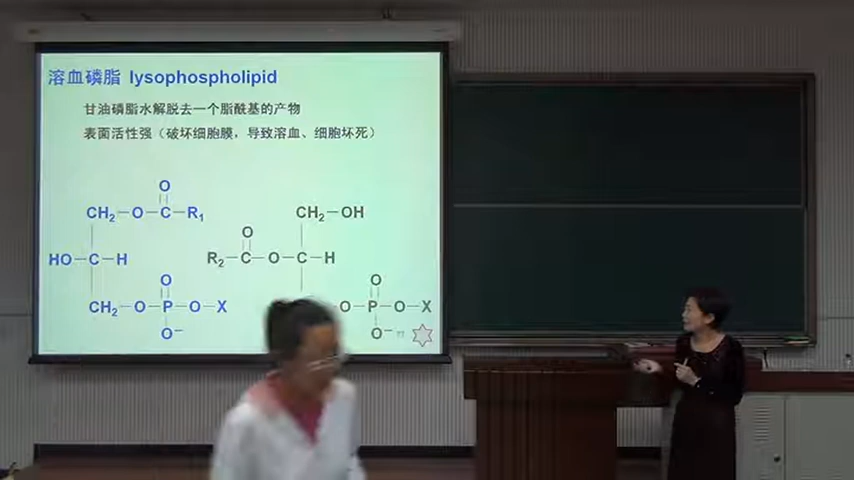 溶血磷脂 lysophospholipid
甘油磷脂水解脱去一个脂酰基的产物
表面活性强（破坏细胞膜，导致溶血、细胞坏死）
O
CH₂—O—C—R₁
HO—C—H
O
CH₂—O—P—O—X
O⁻
CH₂—OH
O
R₂—C—O—C—H
O
O—P—O—X
O⁻